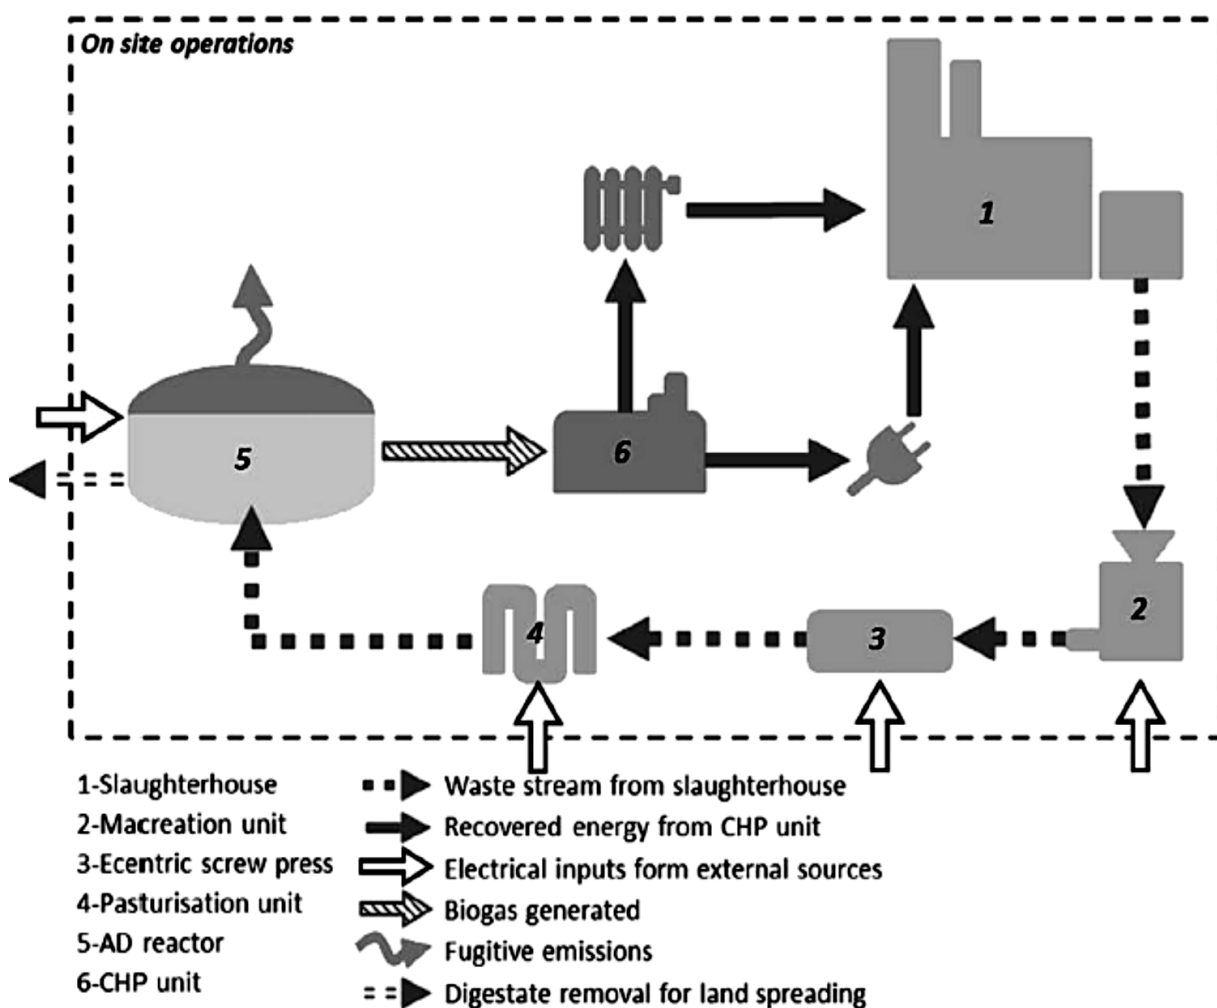 On site operations
1
2
3
4
5
6
1-Slaughterhouse
2-Macreation unit
3-Ecentric screw press
4-Pasturisation unit
5-AD reactor
6-CHP unit
Waste stream from slaughterhouse
Recovered energy from CHP unit
Electrical inputs form external sources
Biogas generated
Fugitive emissions
Digestate removal for land spreading